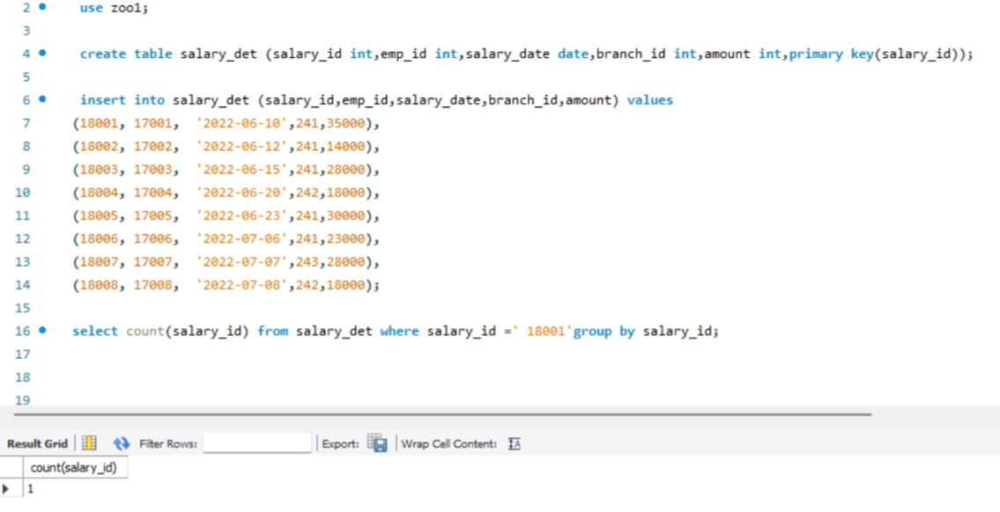 2 use zoo1;
3
4 create table salary_det (salary_id int,emp_id int,salary_date date,branch_id int,amount int,primary key(salary_id));
5
6 insert into salary_det (salary_id,emp_id,salary_date,branch_id,amount) values
7 (18001, 17001,  '2022-06-10',241,35000),
8 (18002, 17002,  '2022-06-12',241,14000),
9 (18003, 17003,  '2022-06-15',241,28000),
10 (18004, 17004,  '2022-06-20',242,18000),
11 (18005, 17005,  '2022-06-23',241,30000),
12 (18006, 17006,  '2022-07-06',241,23000),
13 (18007, 17007,  '2022-07-07',243,28000),
14 (18008, 17008,  '2022-07-08',242,18000);
15
16 select count(salary_id) from salary_det where salary_id =' 18001'group by salary_id;
17
18
19
Result Grid Filter Rows: Export: Wrap Cell Content:
count(salary_id)
1